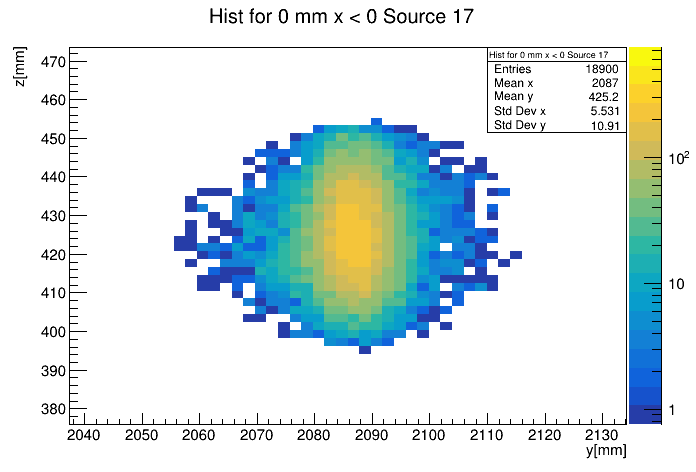 Hist for 0 mm x < 0 Source 17
z[mm]
470
460
450
440
430
420
410
400
390
380
2040 2050 2060 2070 2080 2090 2100 2110 2120 2130
y[mm]
Hist for 0 mm x < 0 Source 17
Entries 18900
Mean x 2087
Mean y 425.2
Std Dev x 5.531
Std Dev y 10.91
10²
10
1